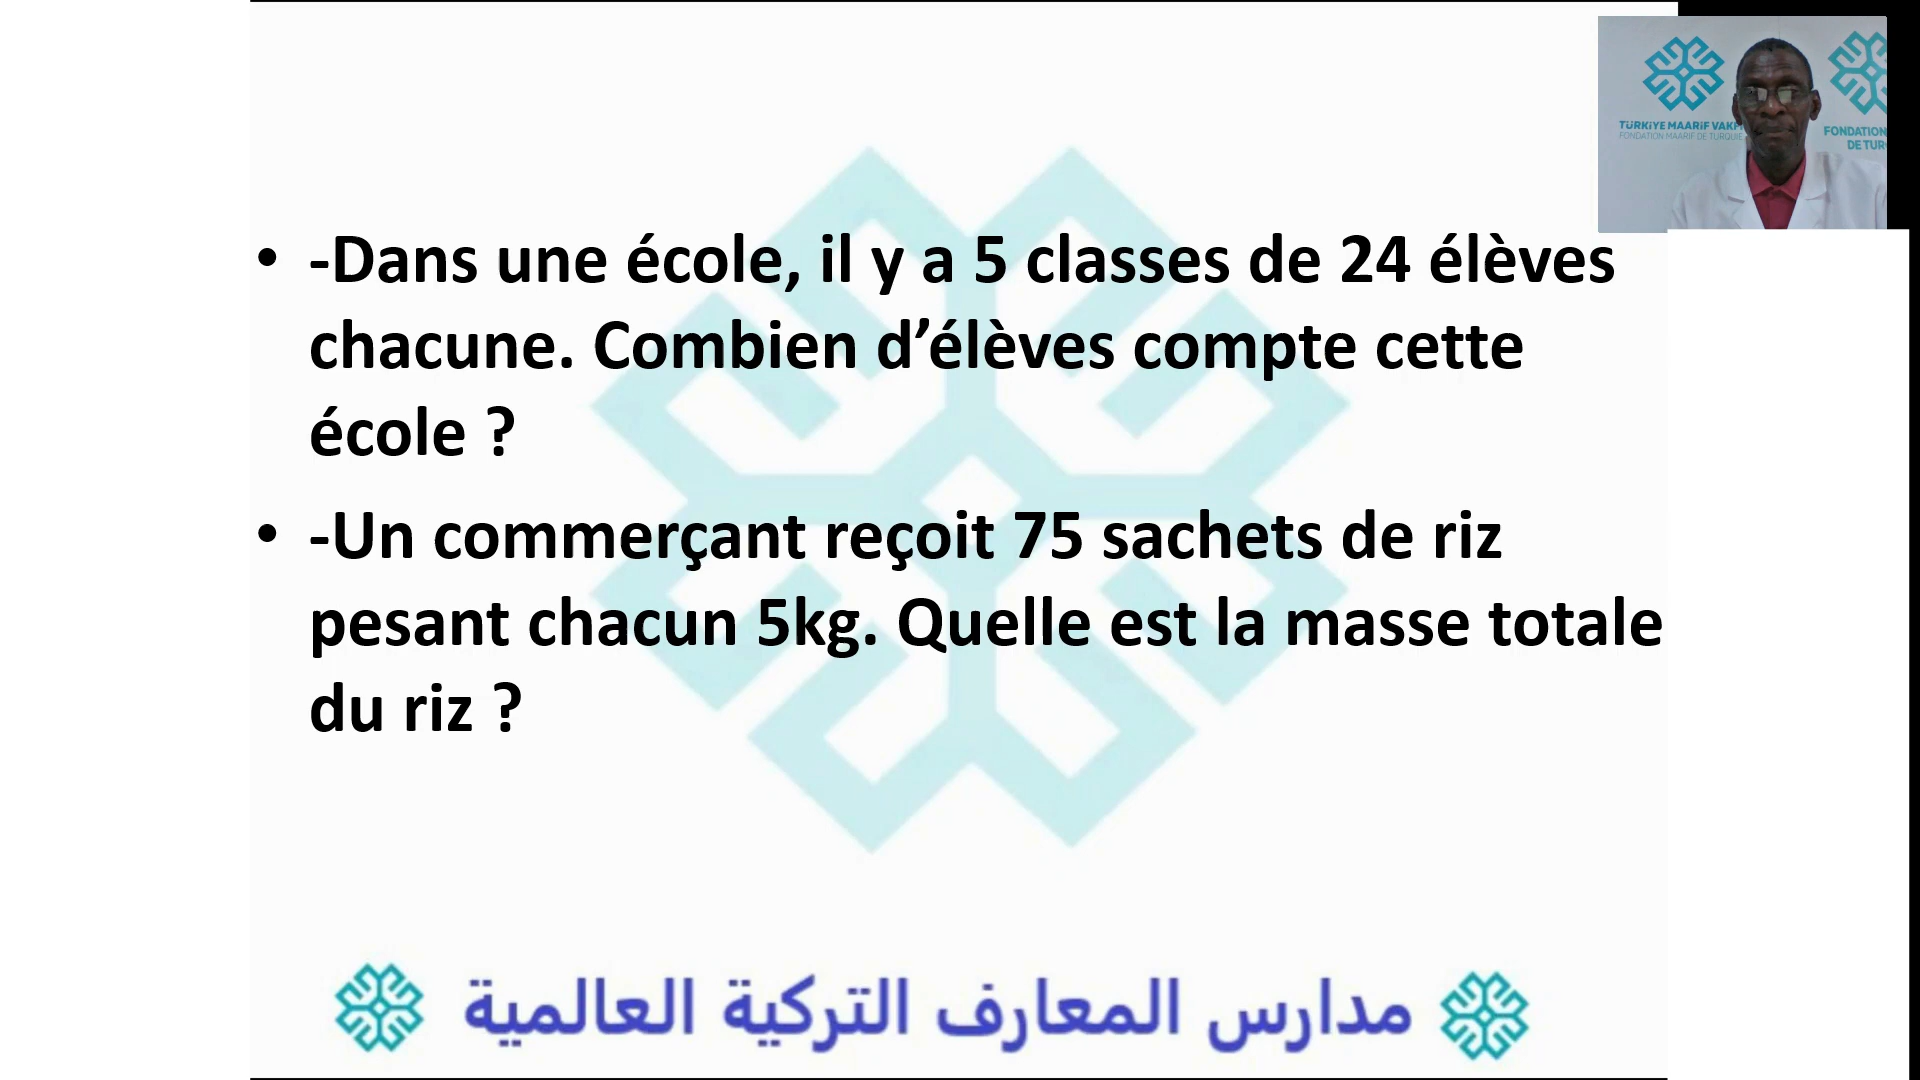 TÜRKİYE MAARİF VAKFI
FONDATION MAARIF DE TURQUIE
FONDATION
DE TUR
• -Dans une école, il y a 5 classes de 24 élèves
chacune. Combien d’élèves compte cette
école ?
• -Un commerçant reçoit 75 sachets de riz
pesant chacun 5kg. Quelle est la masse totale
du riz ?
مدارس المعارف التركية العالمية